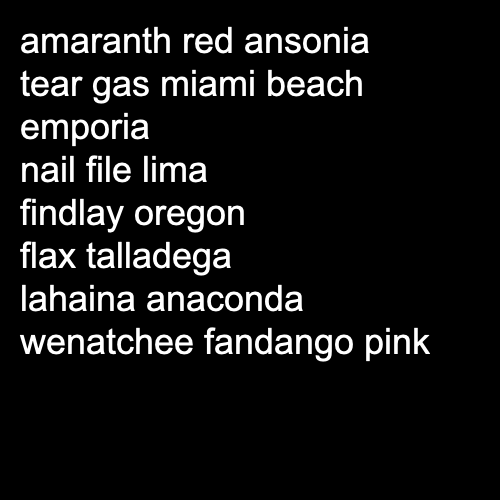 amaranth red ansonia
tear gas miami beach
emporia
nail file lima
findlay oregon
flax talladega
lahaina anaconda
wenatchee fandango pink